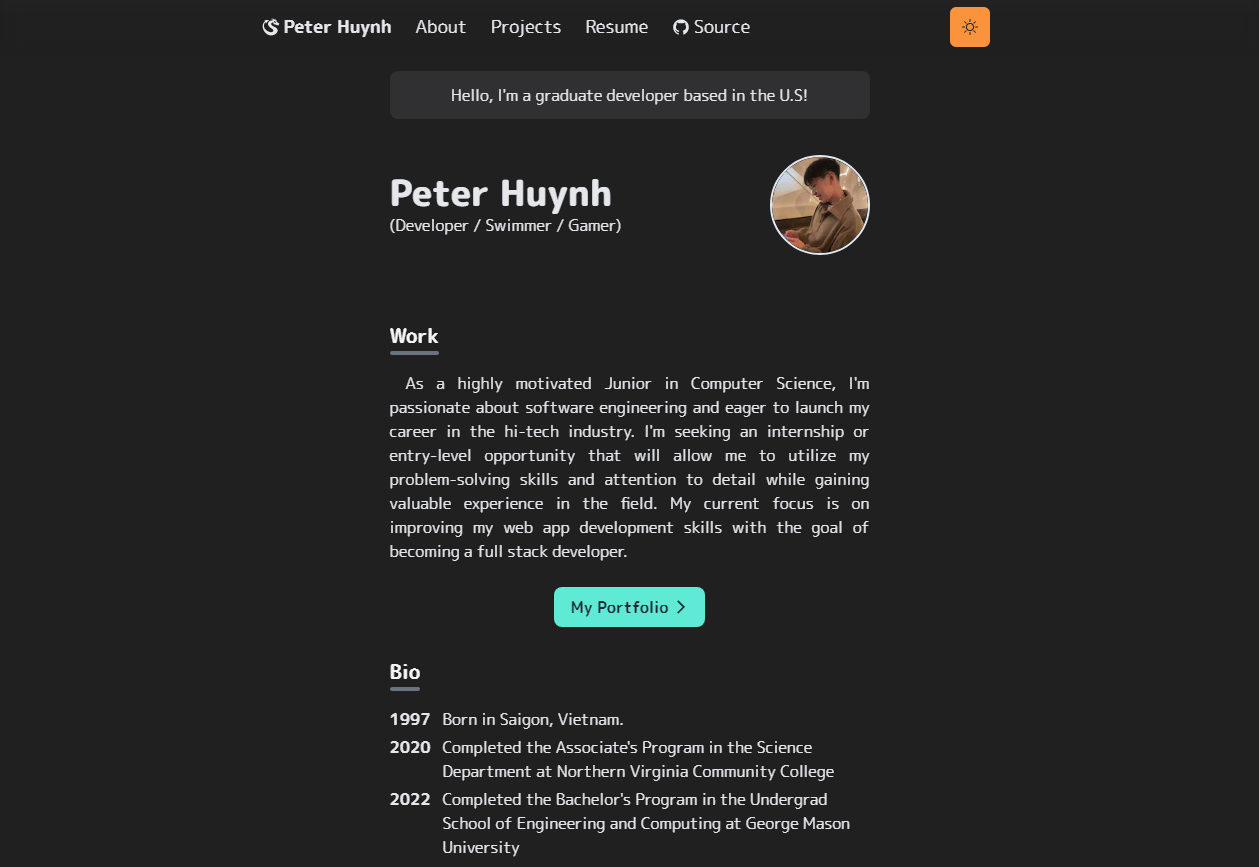 Peter Huynh About Projects Resume Source
Hello, I'm a graduate developer based in the U.S!
Peter Huynh
(Developer / Swimmer / Gamer)
Work
As a highly motivated Junior in Computer Science, I'm
passionate about software engineering and eager to launch my
career in the hi-tech industry. I'm seeking an internship or
entry-level opportunity that will allow me to utilize my
problem-solving skills and attention to detail while gaining
valuable experience in the field. My current focus is on
improving my web app development skills with the goal of
becoming a full stack developer.
My Portfolio
Bio
1997 Born in Saigon, Vietnam.
2020 Completed the Associate's Program in the Science
Department at Northern Virginia Community College
2022 Completed the Bachelor's Program in the Undergrad
School of Engineering and Computing at George Mason
University